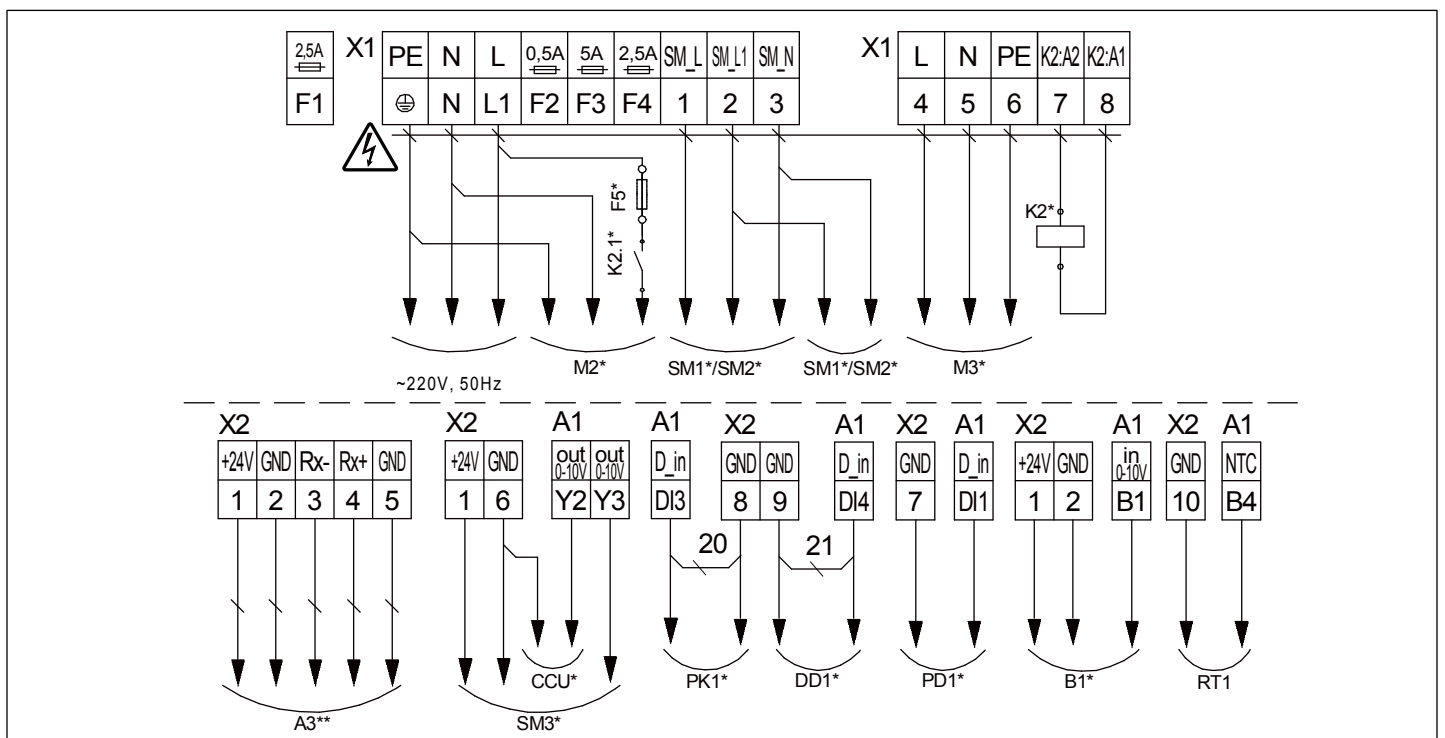 2,5A X1 PE N L 0,5A 5A 2,5A SM_L SM_L1 SM_N X1 L N PE K2:A2 K2:A1
F1 N L1 F2 F3 F4 1 2 3 4 5 6 7 8
F5*
K2*
K2.1*
M2* SM1*/SM2* SM1*/SM2* M3*
~220V, 50Hz
X2 X2 A1 A1 X2 A1 X2 A1 X2 A1 X2 A1
+24V GND Rx- Rx+ GND +24V GND out 0-10V out 0-10V D_in GND GND D_in GND D_in +24V GND in 0-10V GND NTC
1 2 3 4 5 1 6 Y2 Y3 DI3 8 9 DI4 7 DI1 1 2 B1 10 B4
20 21
CCU* PK1* DD1* PD1* B1* RT1
A3** SM3*